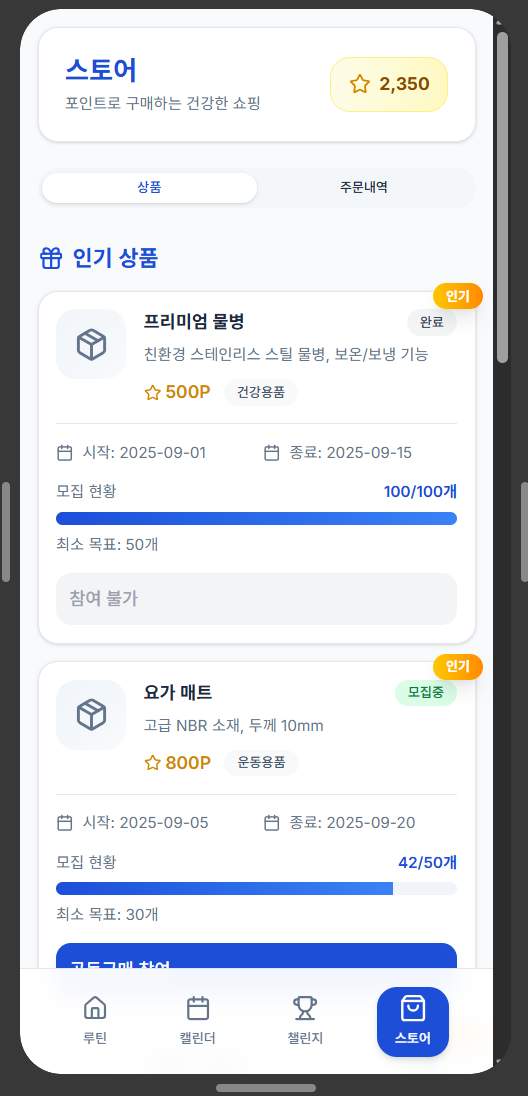 스토어
포인트로 구매하는 건강한 쇼핑
2,350
상품
주문내역
인기 상품
인기
프리미엄 물병
완료
친환경 스테인리스 스틸 물병, 보온/보냉 기능
500P
건강용품
시작: 2025-09-01
종료: 2025-09-15
모집 현황
100/100개
최소 목표: 50개
참여 불가
인기
요가 매트
모집중
고급 NBR 소재, 두께 10mm
800P
운동용품
시작: 2025-09-05
종료: 2025-09-20
모집 현황
42/50개
최소 목표: 30개
공동구매 참여
루틴
캘린더
챌린지
스토어